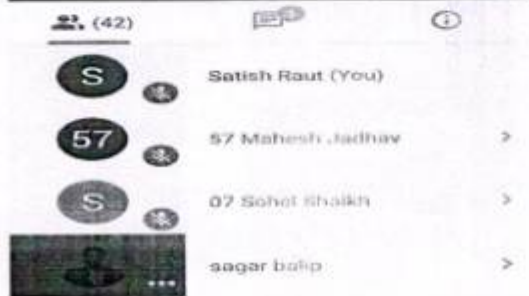 (42)
S Satish Raut (You)
57 57 Mahesh Jadhav
S 07 Sohel Shaikh
sagar balip